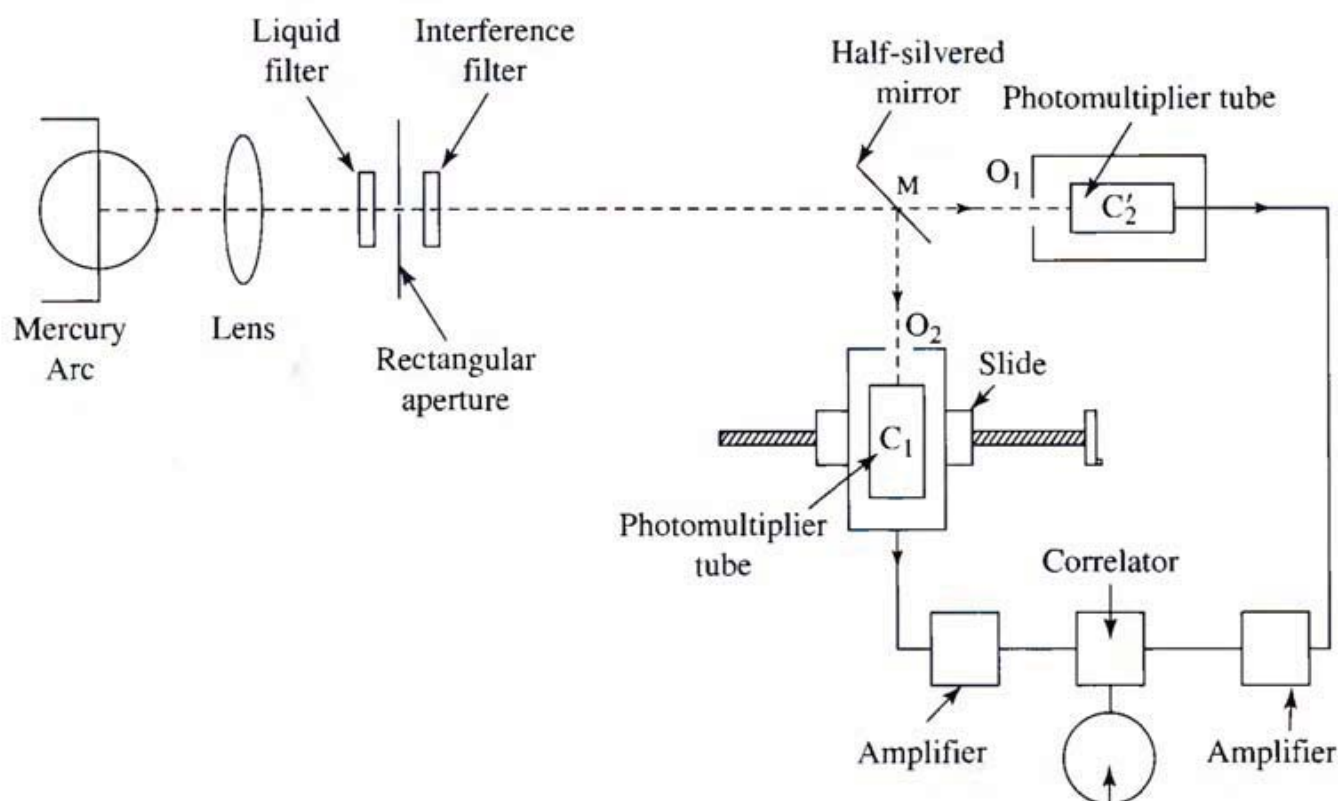 Liquid
filter
Interference
filter
Half-silvered
mirror
Photomultiplier tube
O₁
M
C′₂
Mercury
Arc
Lens
Rectangular
aperture
O₂
Slide
C₁
Photomultiplier
tube
Correlator
Amplifier
Amplifier